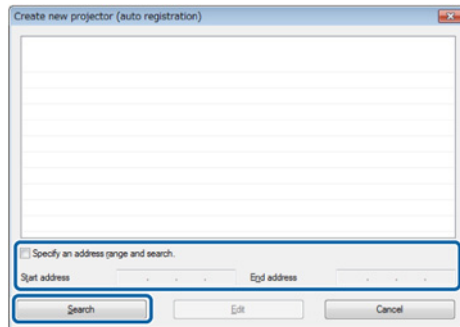 Create new projector (auto registration)
Specify an address range and search.
Start address . . . End address . . .
Search Edit Cancel